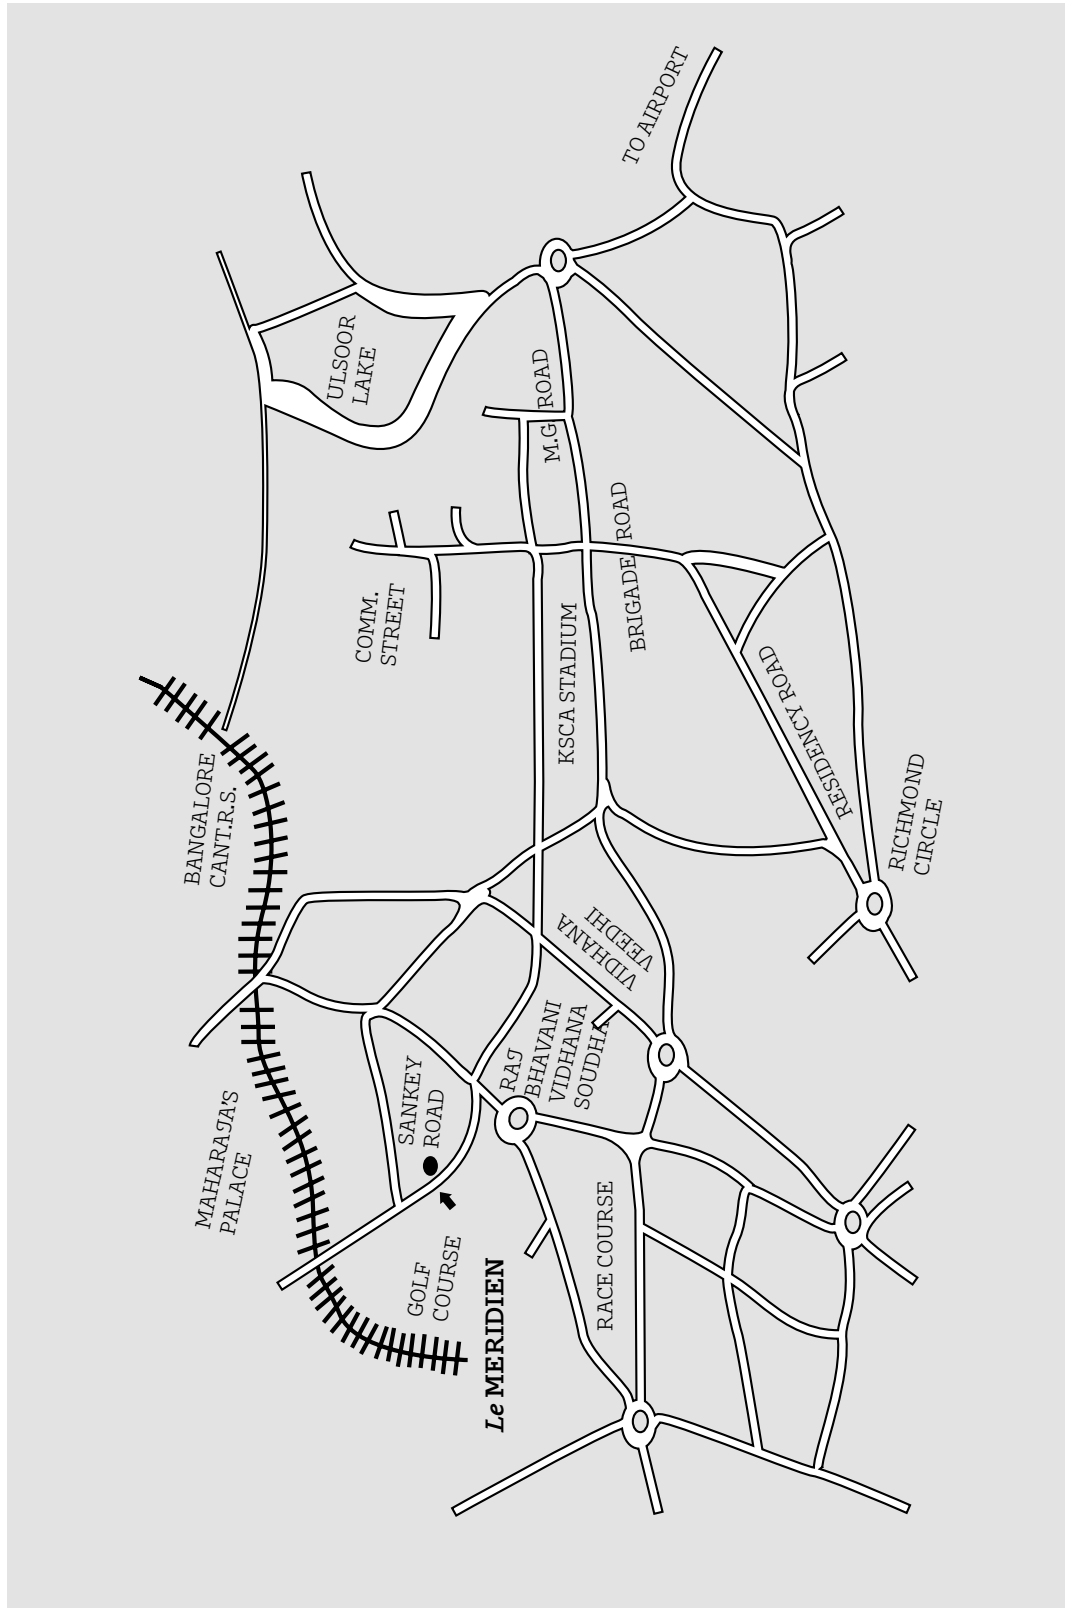 TO AIRPORT
ULSOOR
LAKE
M.G ROAD
BRIGADE ROAD
COMM.
STREET
KSCA STADIUM
RESIDENCY ROAD
RICHMOND
CIRCLE
BANGALORE
CANT.R.S.
VIDHANA
VEEDHI
RAJ
BHAVANI
VIDHANA
SOUDHA
SANKEY
ROAD
MAHARAJA'S
PALACE
GOLF
COURSE
RACE COURSE
Le MERIDIEN